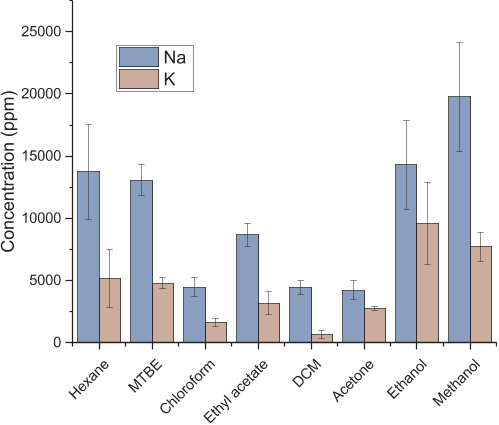 Concentration (ppm)
25000
20000
15000
10000
5000
0
Na
K
Hexane
MTBE
Chloroform
Ethyl acetate
DCM
Acetone
Ethanol
Methanol